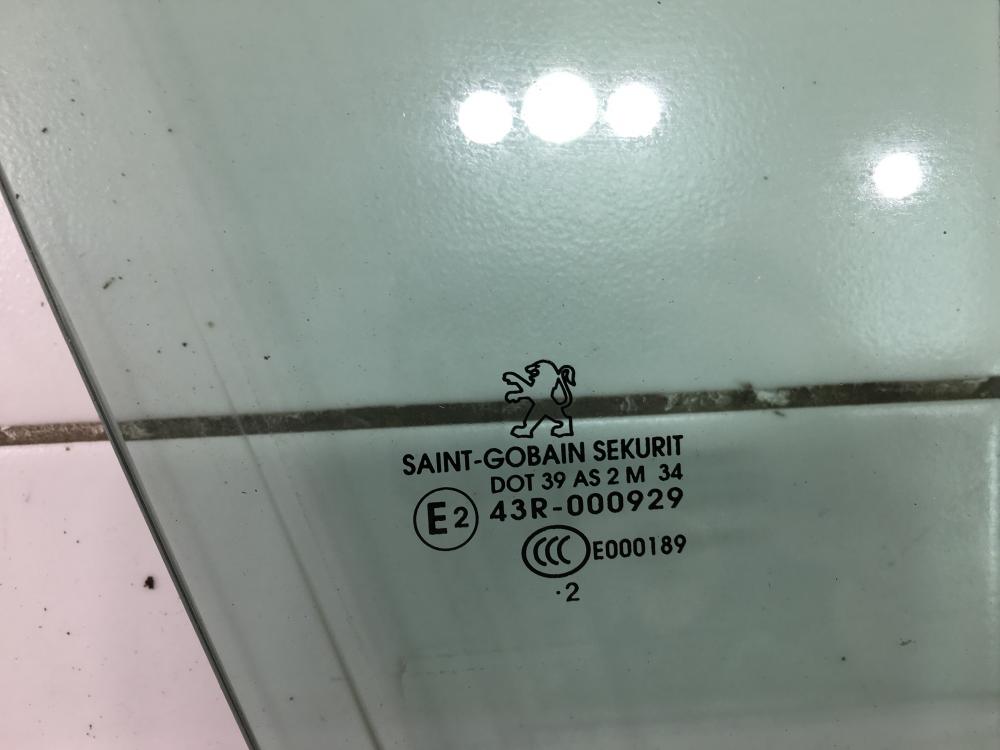 SAINT-GOBAIN SEKURIT
DOT 39 AS 2 M 34
E2 43R-000929
CCC E000189
·2